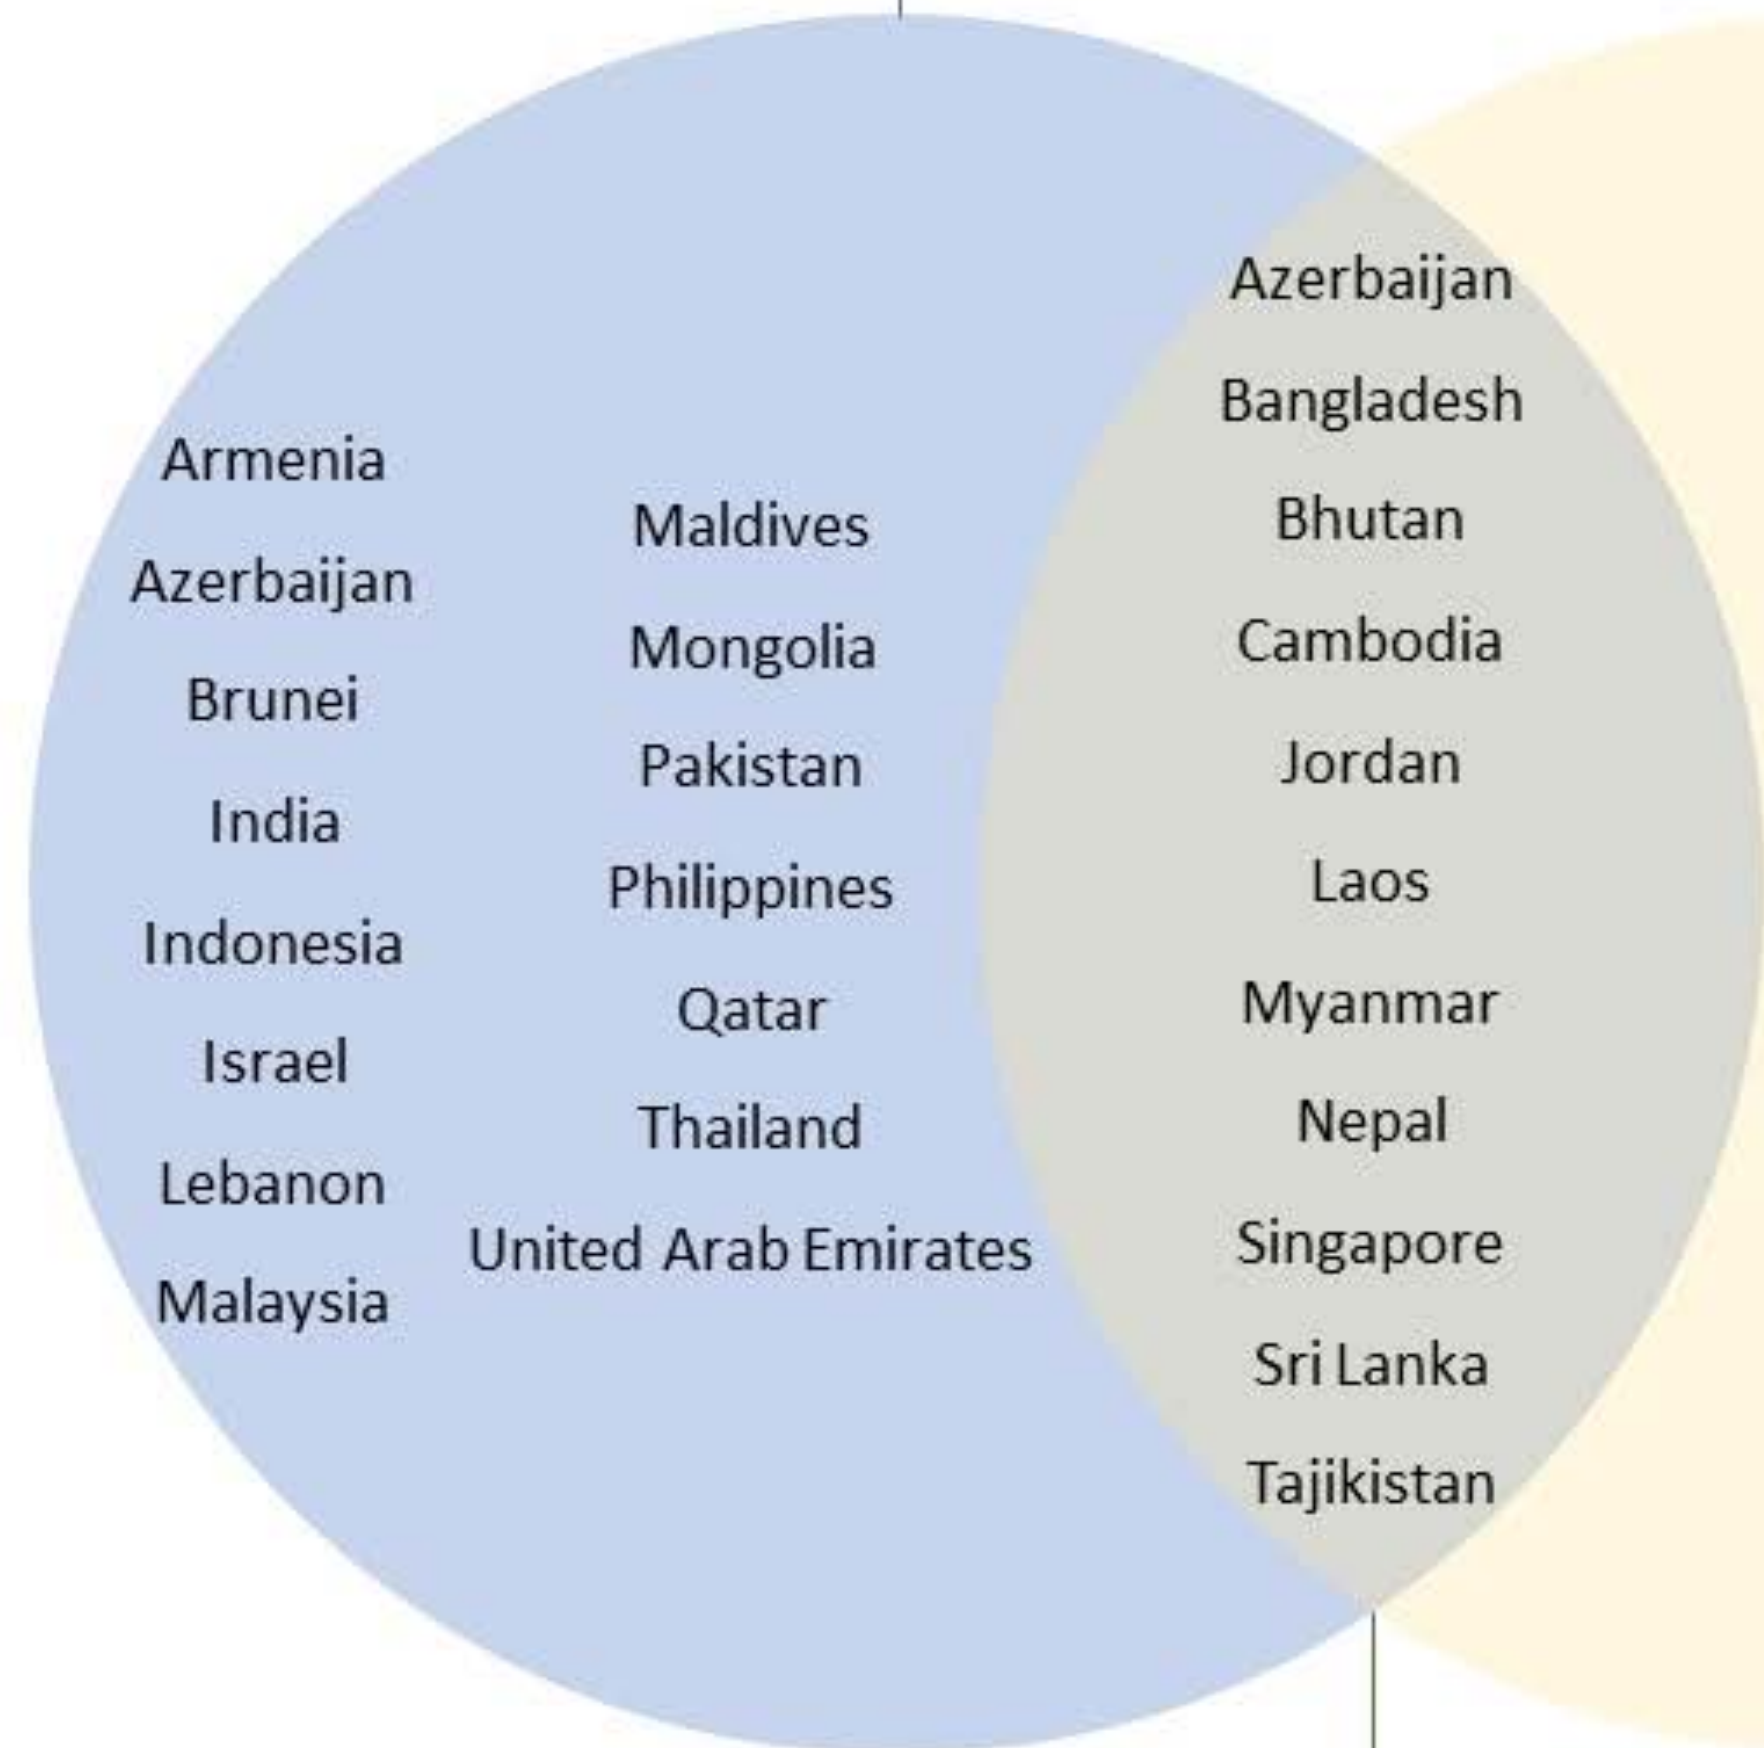 Armenia
Azerbaijan
Brunei
India
Indonesia
Israel
Lebanon
Malaysia
Maldives
Mongolia
Pakistan
Philippines
Qatar
Thailand
United Arab Emirates
Azerbaijan
Bangladesh
Bhutan
Cambodia
Jordan
Laos
Myanmar
Nepal
Singapore
Sri Lanka
Tajikistan